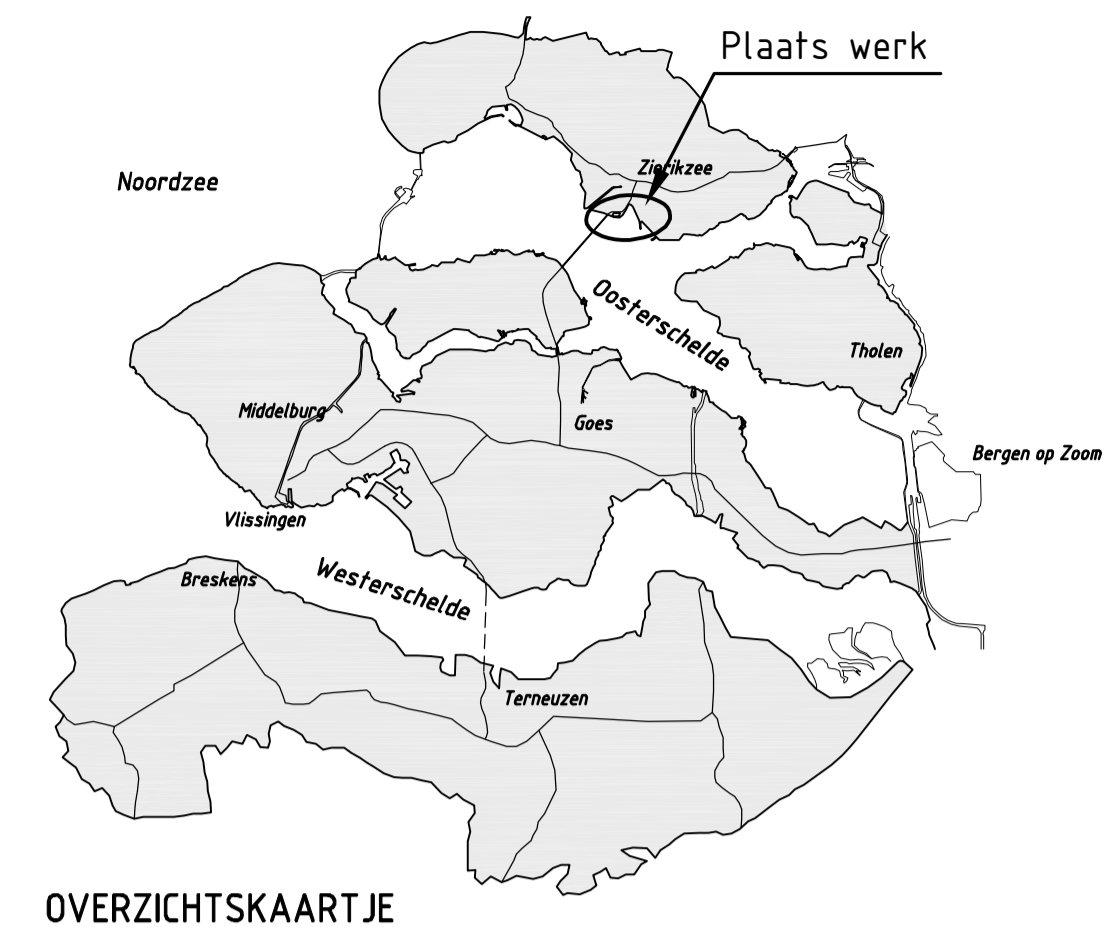 Plaats werk
Zierikzee
Noordzee
Oosterschelde
Tholen
Middelburg
Goes
Bergen op Zoom
Vlissingen
Westerschelde
Breskens
Terneuzen
OVERZICHTSKAARTJE